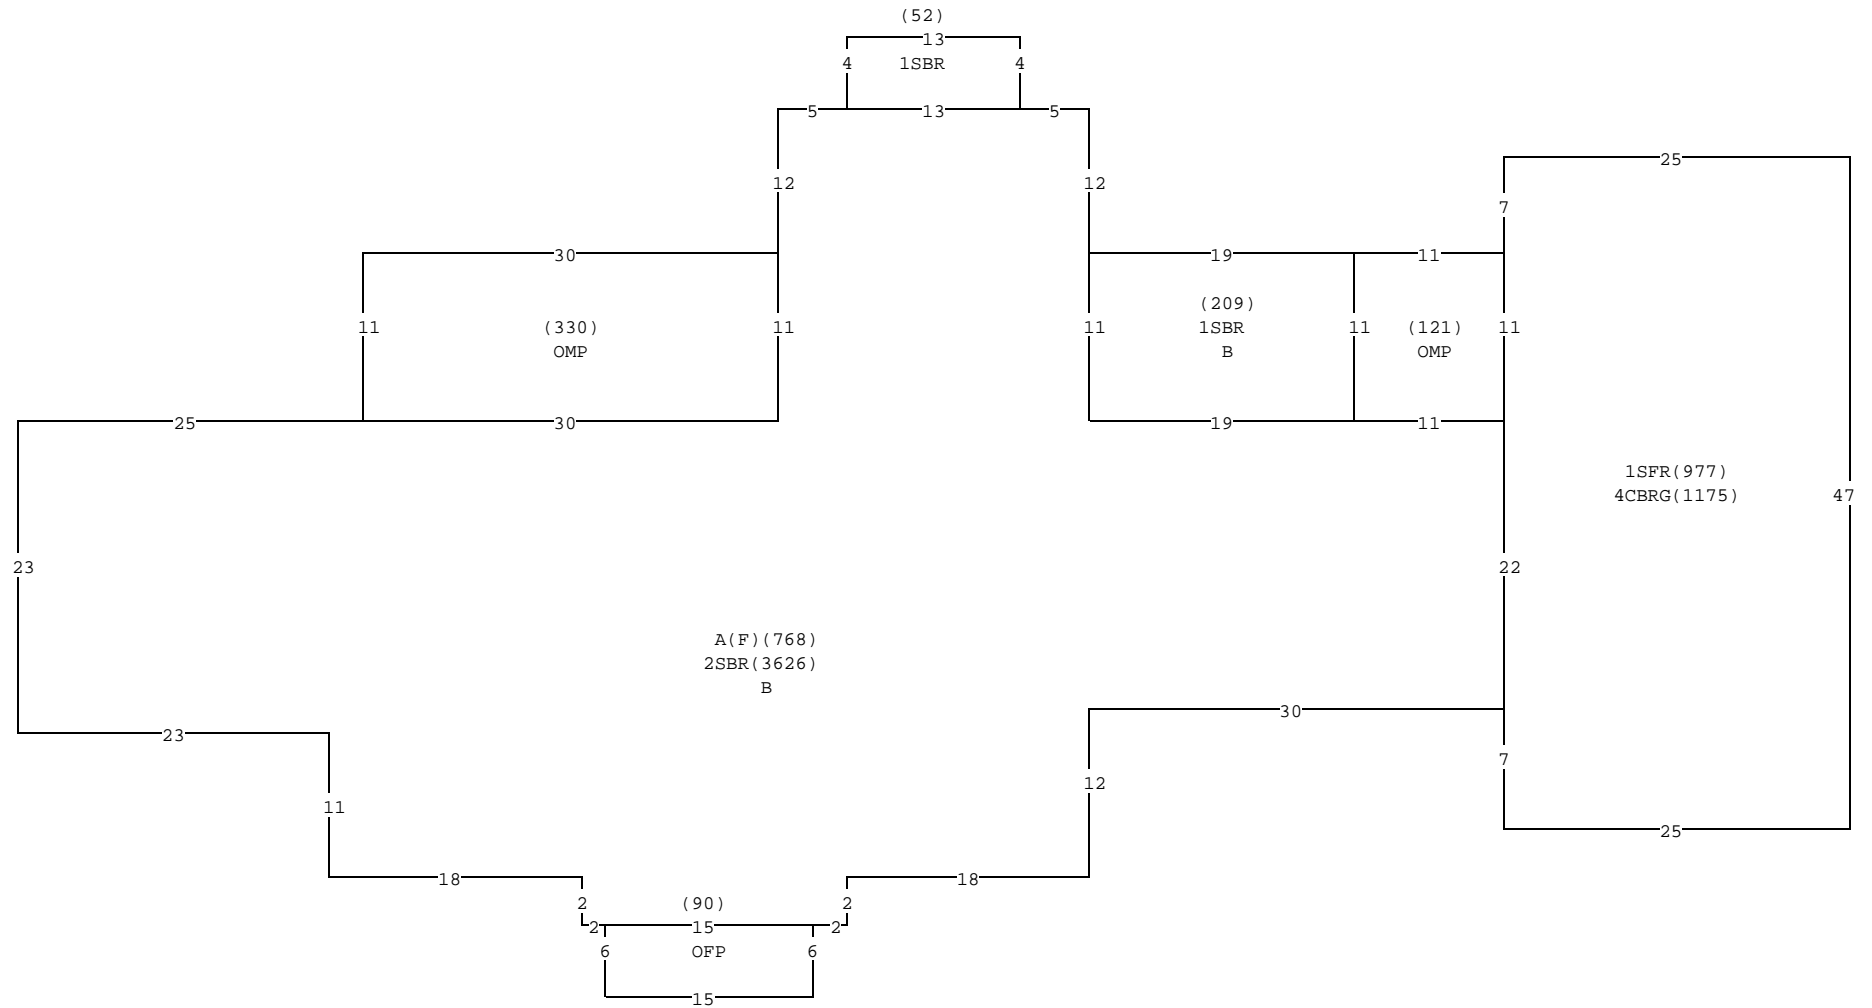 (52)
13
4 1SBR 4
5 13 5
25
12 12
7
30 19 11
(209)
11 (330) 11 11 1SBR 11 (121) 11
OMP B OMP
25 30 19 11
1SFR(977)
4CBRG(1175) 47
23 22
A(F)(768)
2SBR(3626)
B
30
23
7
12
11
25
18 18
2 (90) 2
2 15 2
6 OFP 6
15